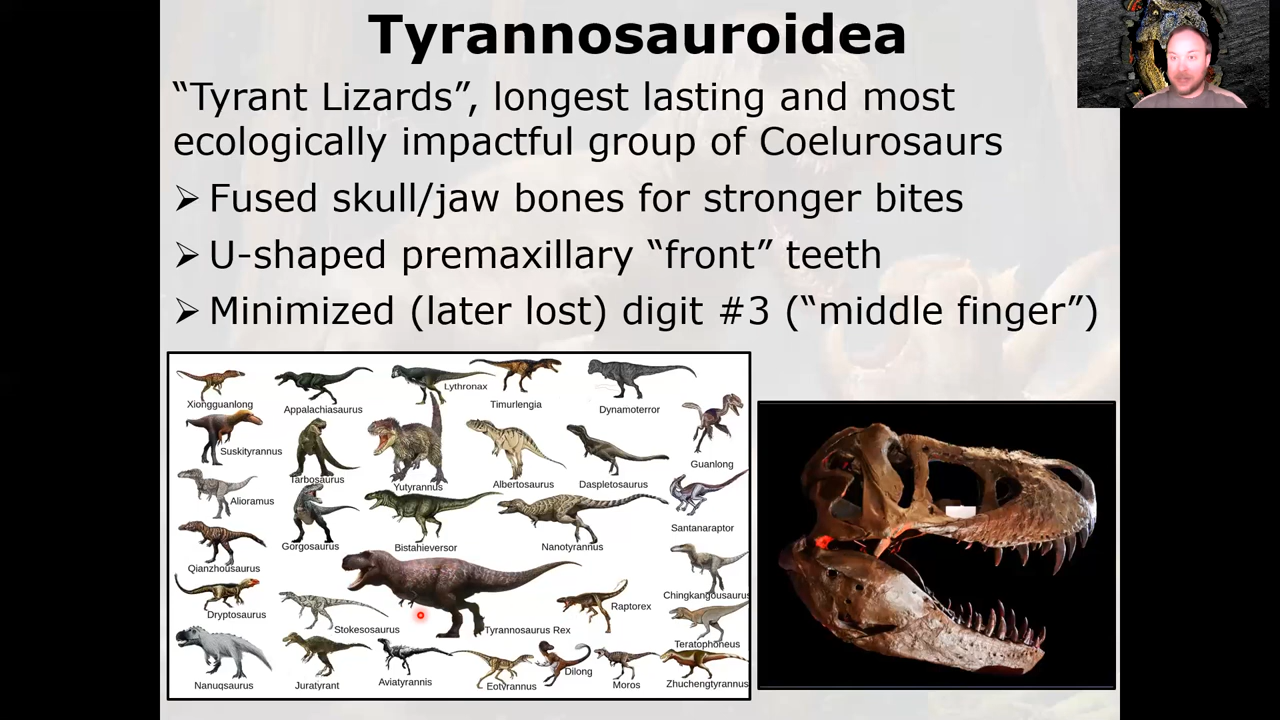 Tyrannosauroidea
“Tyrant Lizards”, longest lasting and most
ecologically impactful group of Coelurosaurs
➢ Fused skull/jaw bones for stronger bites
➢ U-shaped premaxillary “front” teeth
➢ Minimized (later lost) digit #3 (“middle finger”)
Xiongguanlong
Appalachiasaurus
Lythronax
Timurlengia
Dynamoterror
Suskityrannus
Tarbosaurus
Yutyrannus
Albertosaurus
Daspletosaurus
Guanlong
Alioramus
Gorgosaurus
Bistahieversor
Nanotyrannus
Santanaraptor
Qianzhousaurus
Dryptosaurus
Stokesosaurus
Tyrannosaurus Rex
Raptorex
Chingkangousaurus
Teratophoneus
Nanuqsaurus
Juratyrant
Aviatyrannis
Eotyrannus
Dilong
Moros
Zhuchengtyrannus